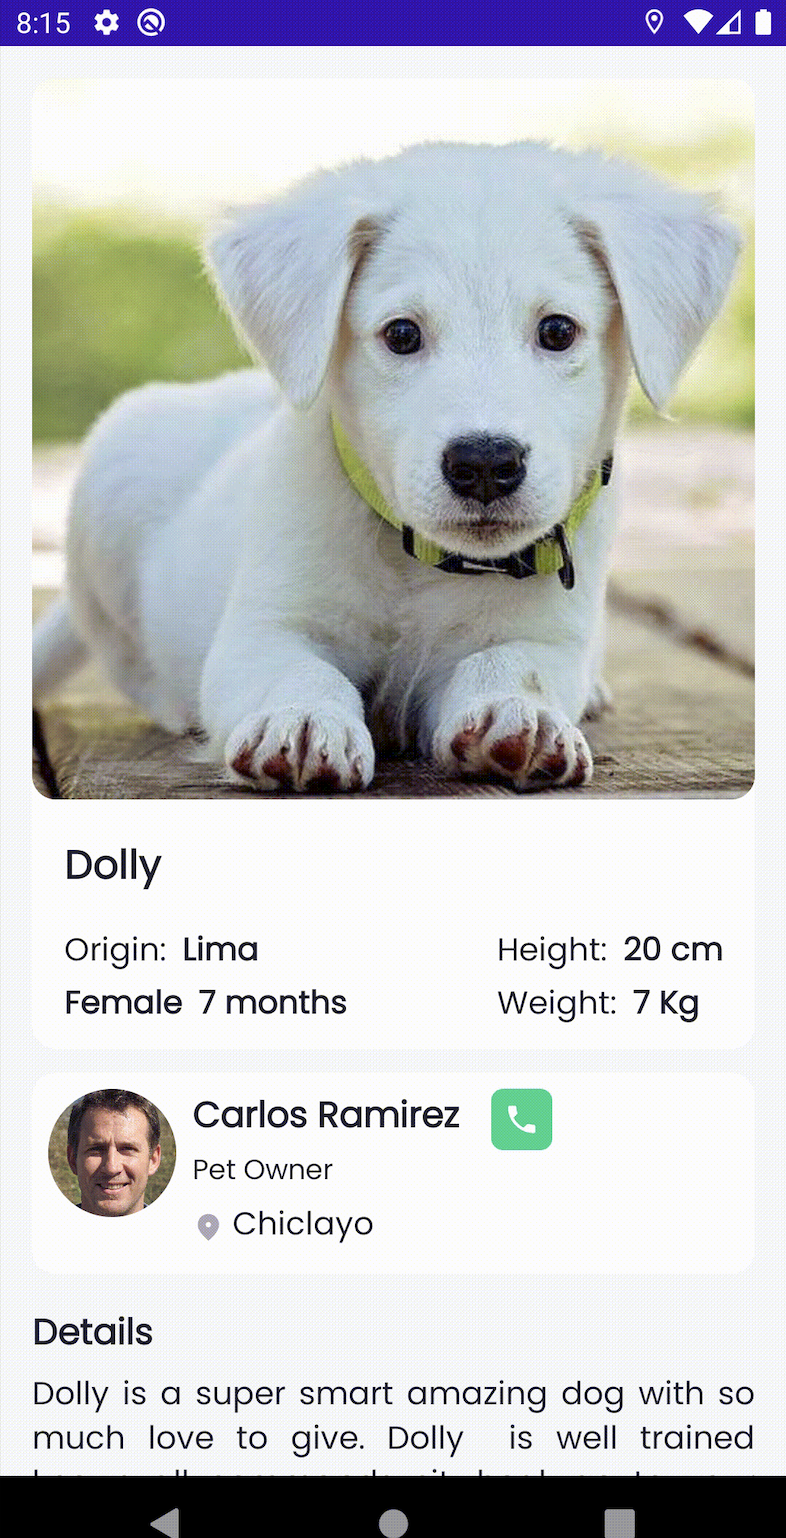 8:15
Dolly
Origin: Lima
Height: 20 cm
Female 7 months
Weight: 7 Kg
Carlos Ramirez
Pet Owner
Chiclayo
Details
Dolly is a super smart amazing dog with so
much love to give. Dolly is well trained